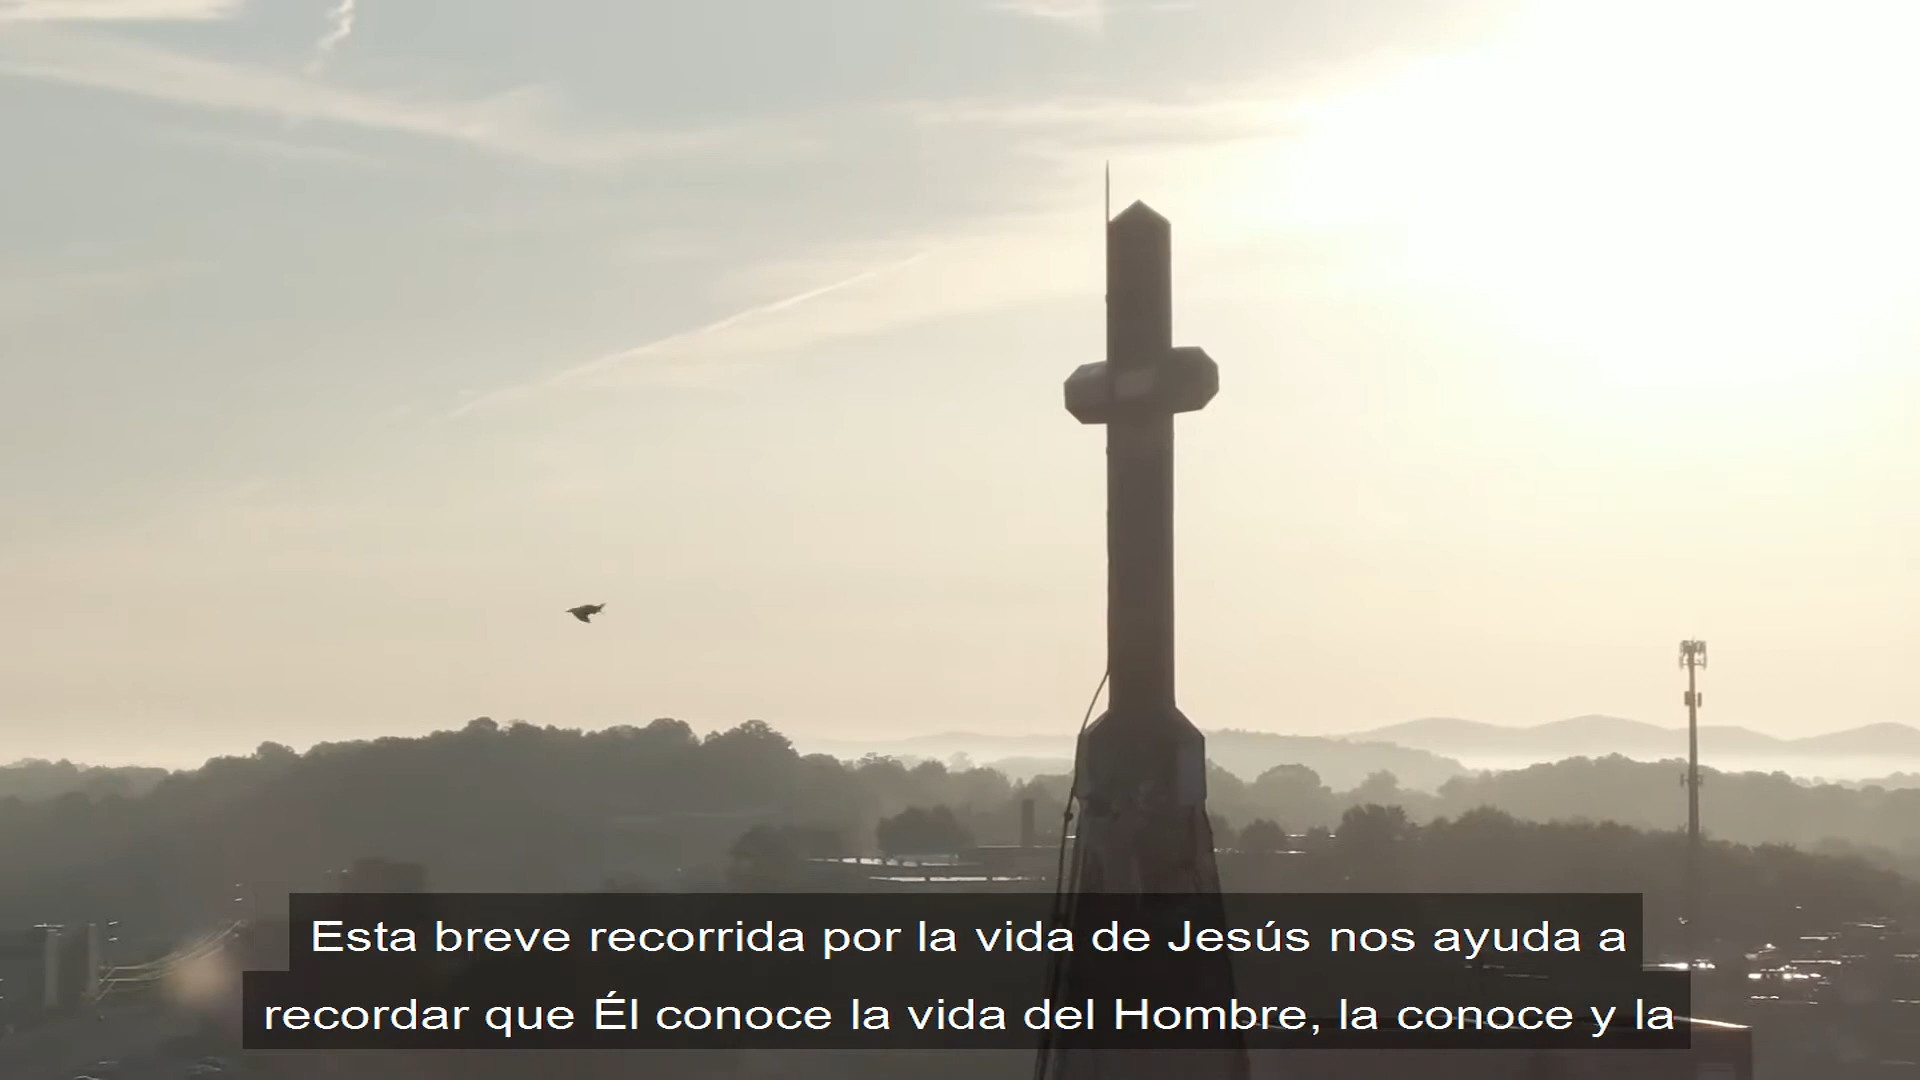 Esta breve recorrida por la vida de Jesús nos ayuda a
recordar que Él conoce la vida del Hombre, la conoce y la